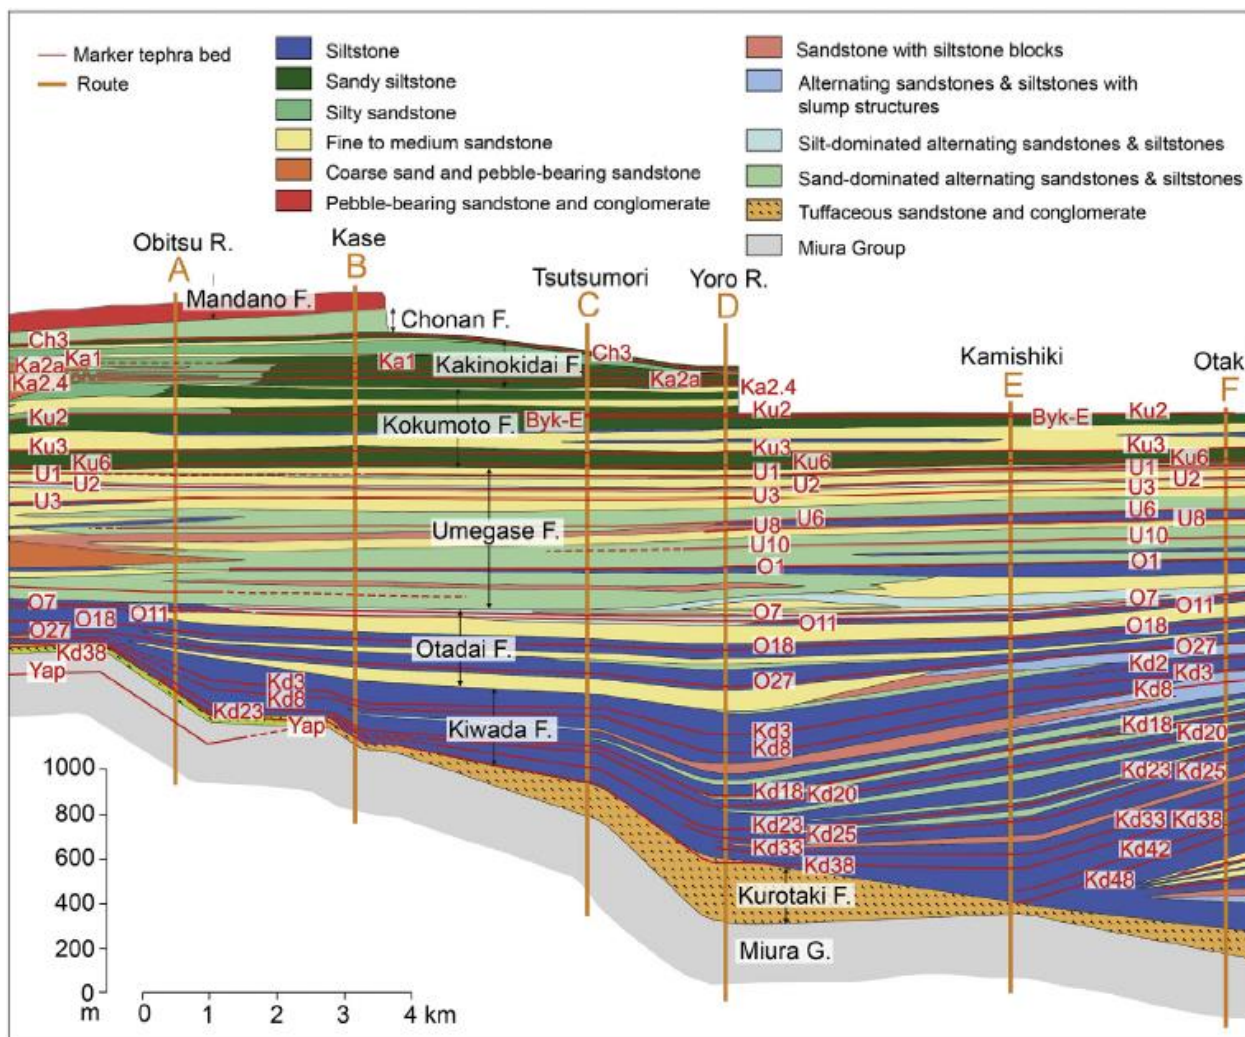 Marker tephra bed
Route
Siltstone
Sandy siltstone
Silty sandstone
Fine to medium sandstone
Coarse sand and pebble-bearing sandstone
Pebble-bearing sandstone and conglomerate
Sandstone with siltstone blocks
Alternating sandstones & siltstones with
slump structures
Silt-dominated alternating sandstones & siltstones
Sand-dominated alternating sandstones & siltstones
Tuffaceous sandstone and conglomerate
Miura Group
Obitsu R.
A
Kase
B
Tsutsumori
C
Yoro R.
D
Kamishiki
E
Otak
F
Mandano F.
Chonan F.
Kakinokidai F.
Kokumoto F.
Umegase F.
Otadai F.
Kiwada F.
Kurotaki F.
Miura G.
Ch3
Ka1
Ka2a
Ka2.4
Ku2
Ku3
Ku6
U1
U2
U3
O7
O18
O11
O27
Kd38
Yap
Kd3
Kd8
Kd23
Yap
Ka1
Byk-E
Ch3
Ka2a
Ka2.4
Ku2
Ku3
Ku6
U1
U2
U3
U6
U8
U10
O1
O7
O11
O18
O27
Kd3
Kd8
Kd18 Kd20
Kd23
Kd25
Kd33
Kd38
Byk-E
Ku2
Ku3
Ku6
U1
U2
U3
U6
U8
U10
O1
O7
O11
O18
O27
Kd2
Kd3
Kd8
Kd18
Kd20
Kd23 Kd25
Kd33 Kd38
Kd42
Kd48
1000
800
600
400
200
0
m
0 1 2 3 4 km